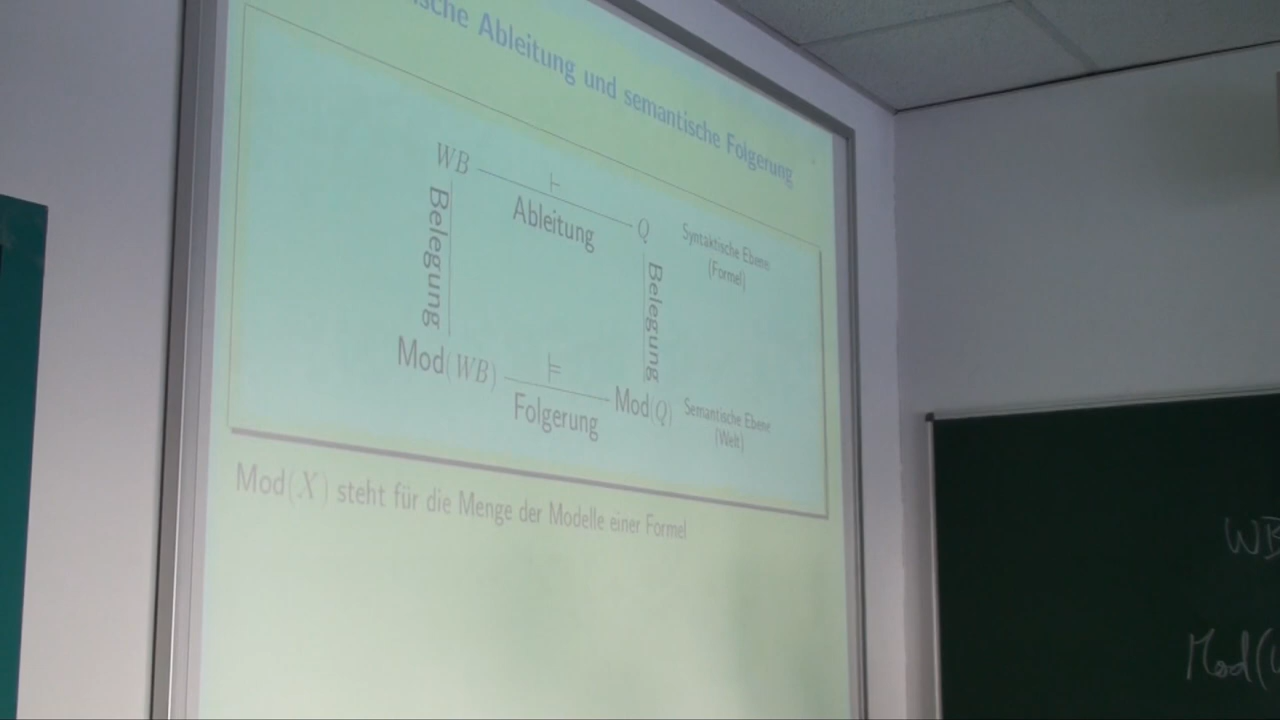 Ableitung und semantische Folgerung
WB ⊢ Q
Ableitung
Syntaktische Ebene
(Formel)
Belegung
Belegung
Mod(WB) ⊨ Mod(Q)
Folgerung
Semantische Ebene
(Welt)
Mod(X) steht für die Menge der Modelle einer Formel
WB
Mod(